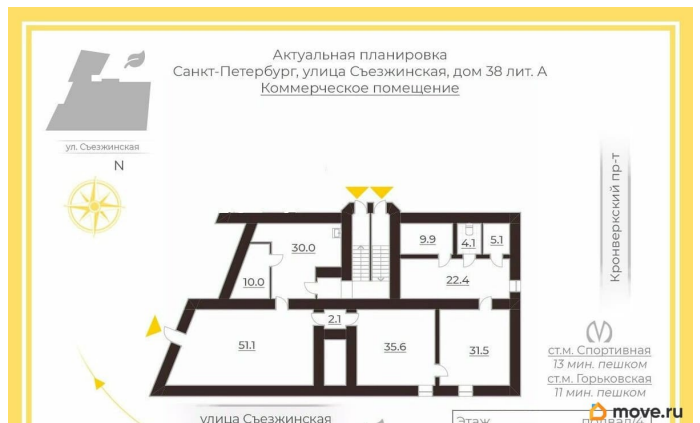 Актуальная планировка
Санкт-Петербург, улица Съезжинская, дом 38 лит. А
Коммерческое помещение
ул. Съезжинская
N
Кронверкский пр-т
30.0
9.9
4.1
5.1
10.0
22.4
2.1
51.1
35.6
31.5
ст.м. Спортивная
13 мин. пешком
ст.м. Горьковская
11 мин. пешком
улица Съезжинская
Этаж
подвал/4
move.ru